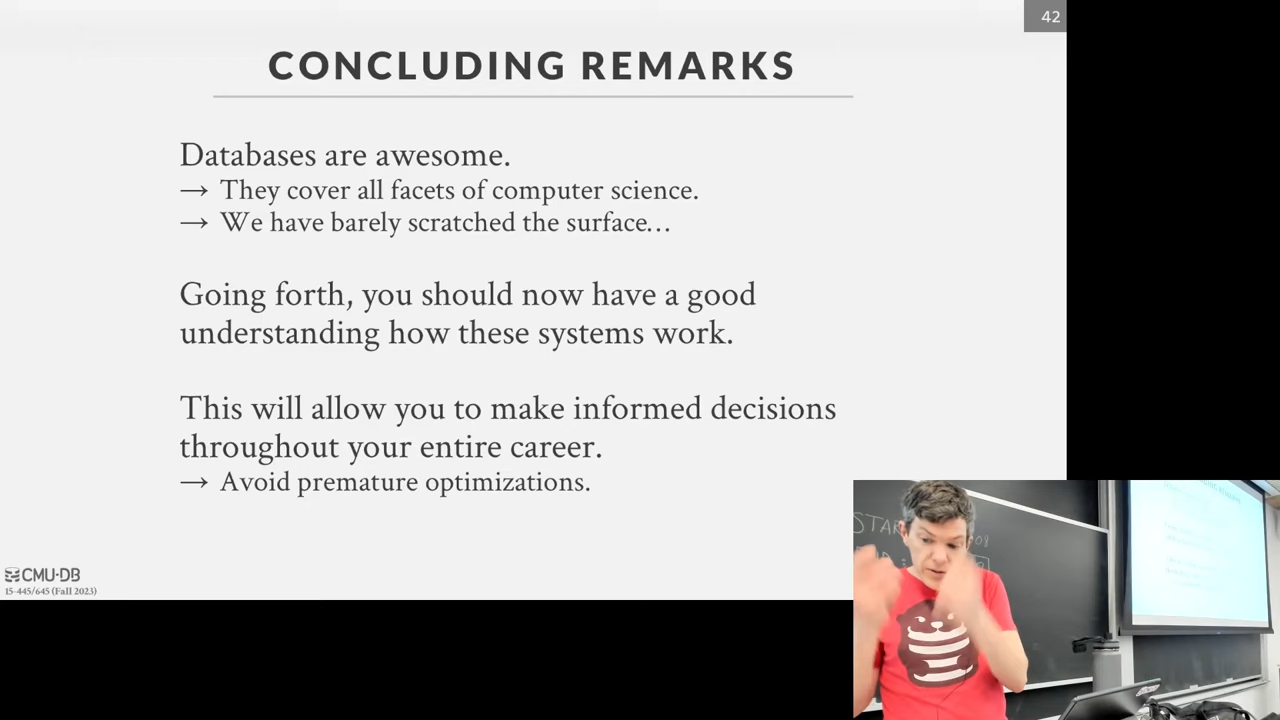 42
CONCLUDING REMARKS
Databases are awesome.
→ They cover all facets of computer science.
→ We have barely scratched the surface…
Going forth, you should now have a good
understanding how these systems work.
This will allow you to make informed decisions
throughout your entire career.
→ Avoid premature optimizations.
CMU·DB
15-445/645 (Fall 2023)